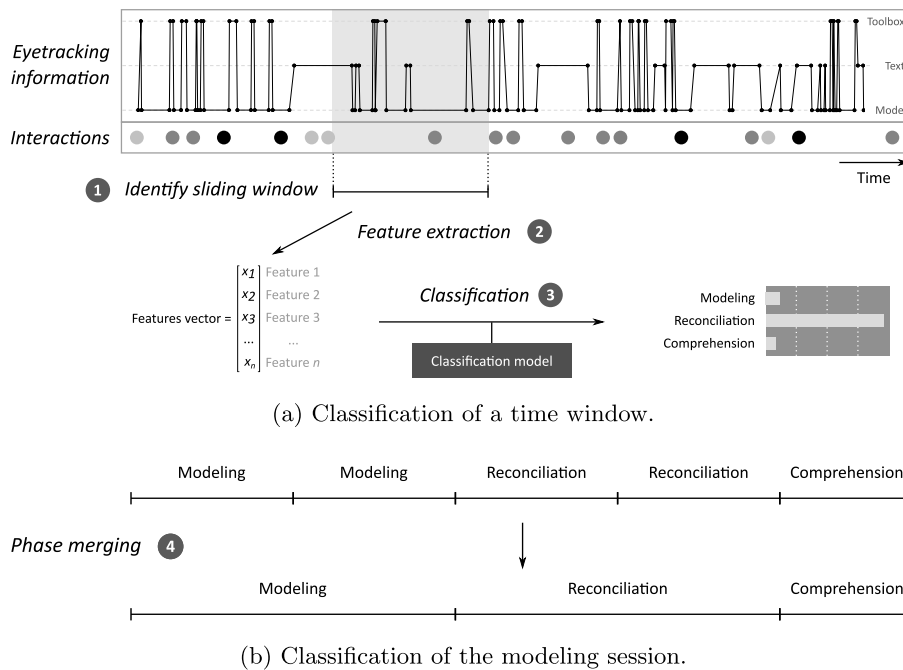 Toolbox
Eyetracking
information
Text
Mode
Interactions
Time
1 Identify sliding window
Feature extraction 2
Features vector =
x1 Feature 1
x2 Feature 2
x3 Feature 3
... ...
xn Feature n
Classification 3
Classification model
Modeling
Reconciliation
Comprehension
(a) Classification of a time window.
Modeling Modeling Reconciliation Reconciliation Comprehension
Phase merging 4
Modeling Reconciliation Comprehension
(b) Classification of the modeling session.